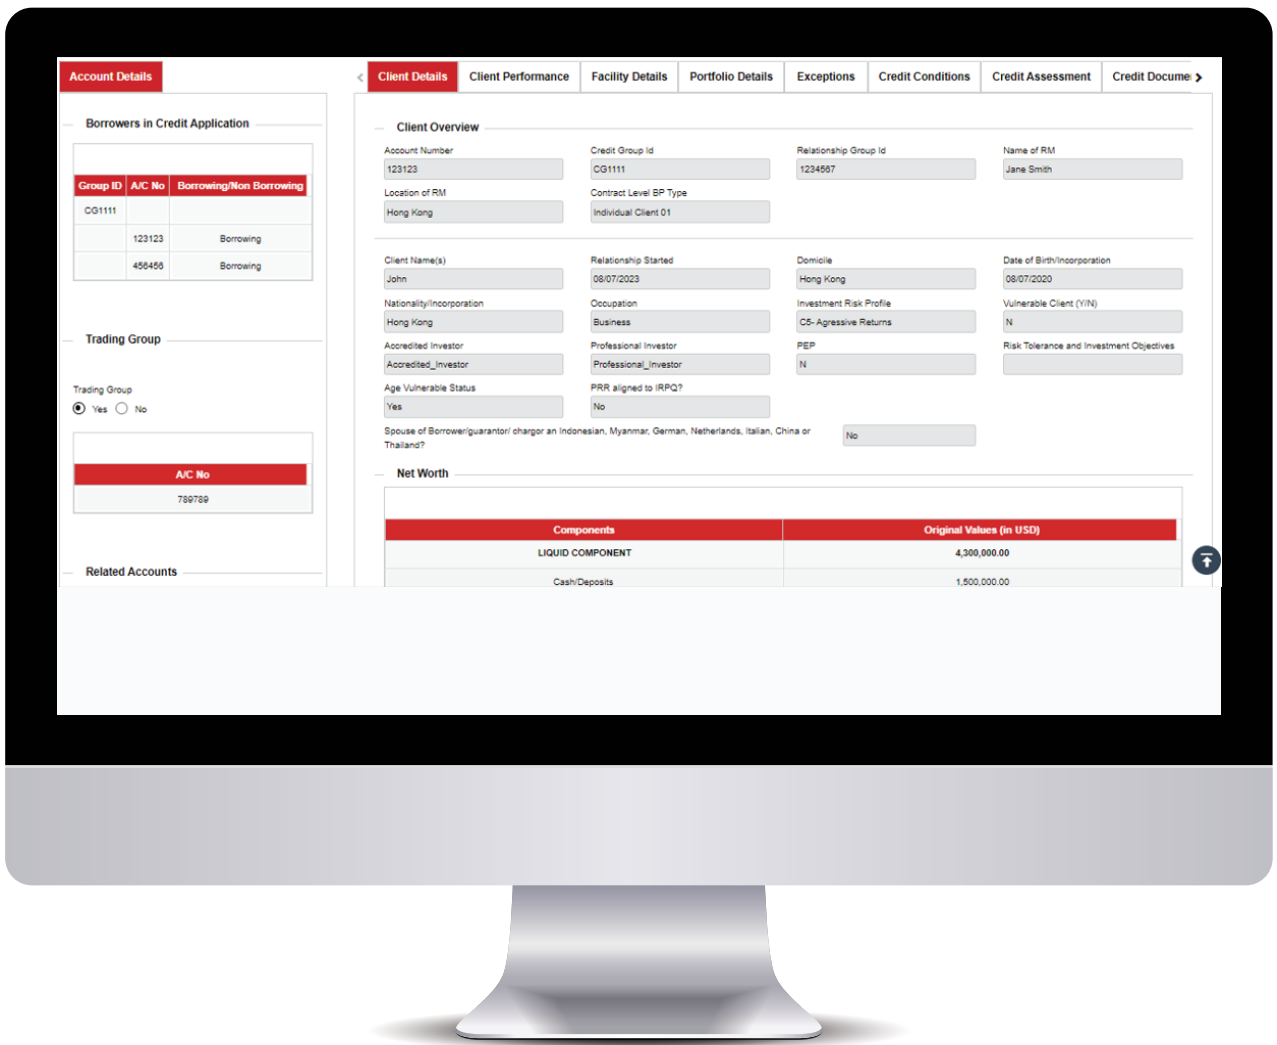 Account Details
Borrowers in Credit Application
Group ID A/C No Borrowing/Non Borrowing
CG1111
123123 Borrowing
456456 Borrowing
Trading Group
Trading Group
Yes No
A/C No
789789
Related Accounts
Client Details Client Performance Facility Details Portfolio Details Exceptions Credit Conditions Credit Assessment Credit Docume
Client Overview
Account Number Credit Group Id Relationship Group Id Name of RM
123123 CG1111 1234567 Jane Smith
Location of RM Contract Level BP Type
Hong Kong Individual Client 01
Client Name(s) Relationship Started Domicile Date of Birth/Incorporation
John 08/07/2023 Hong Kong 08/07/2020
Nationality/Incorporation Occupation Investment Risk Profile Vulnerable Client (Y/N)
Hong Kong Business C5- Agressive Returns N
Accredited Investor Professional Investor PEP Risk Tolerance and Investment Objectives
Accredited_Investor Professional_Investor N
Age Vulnerable Status PRR aligned to IRPQ?
Yes No
Spouse of Borrower/guarantor/ chargor an Indonesian, Myanmar, German, Netherlands, Italian, China or
Thailand?
No
Net Worth
Components Original Values (in USD)
LIQUID COMPONENT 4,300,000.00
Cash/Deposits 1,500,000.00